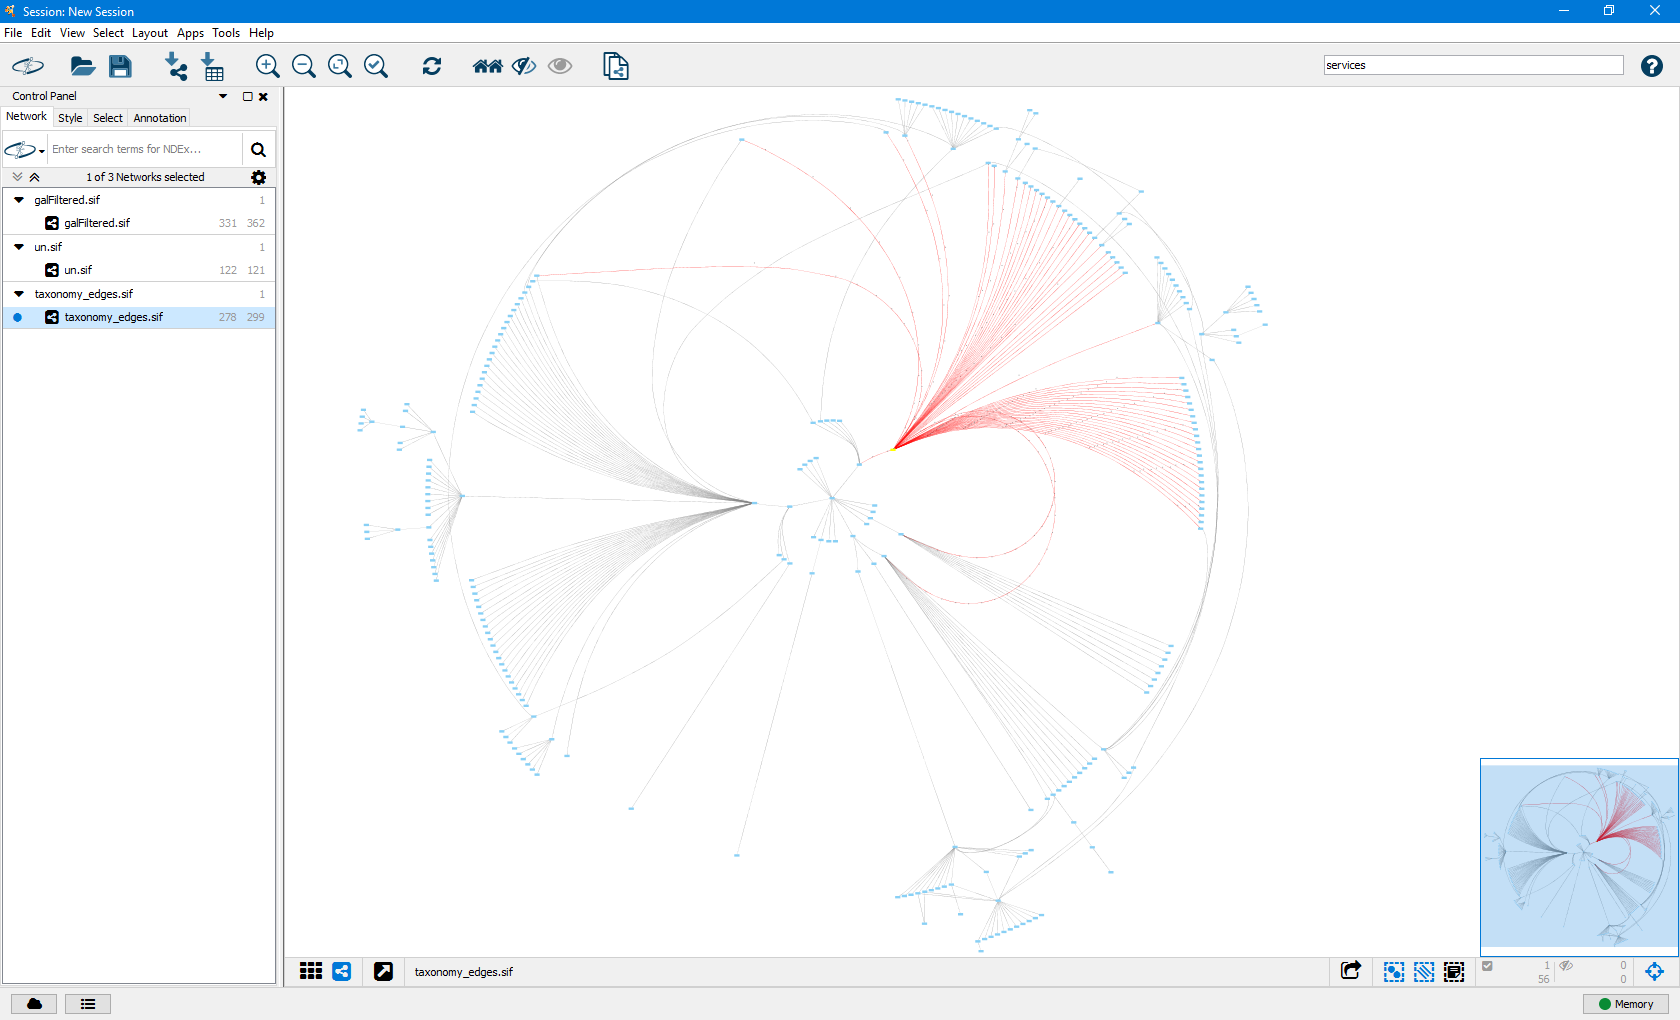 Session: New Session
File Edit View Select Layout Apps Tools Help
services
Control Panel
Network Style Select Annotation
Enter search terms for NDEx...
1 of 3 Networks selected
galFiltered.sif 1
galFiltered.sif 331 362
un.sif 1
un.sif 122 121
taxonomy_edges.sif 1
taxonomy_edges.sif 278 299
taxonomy_edges.sif
1 0
56 0
Memory